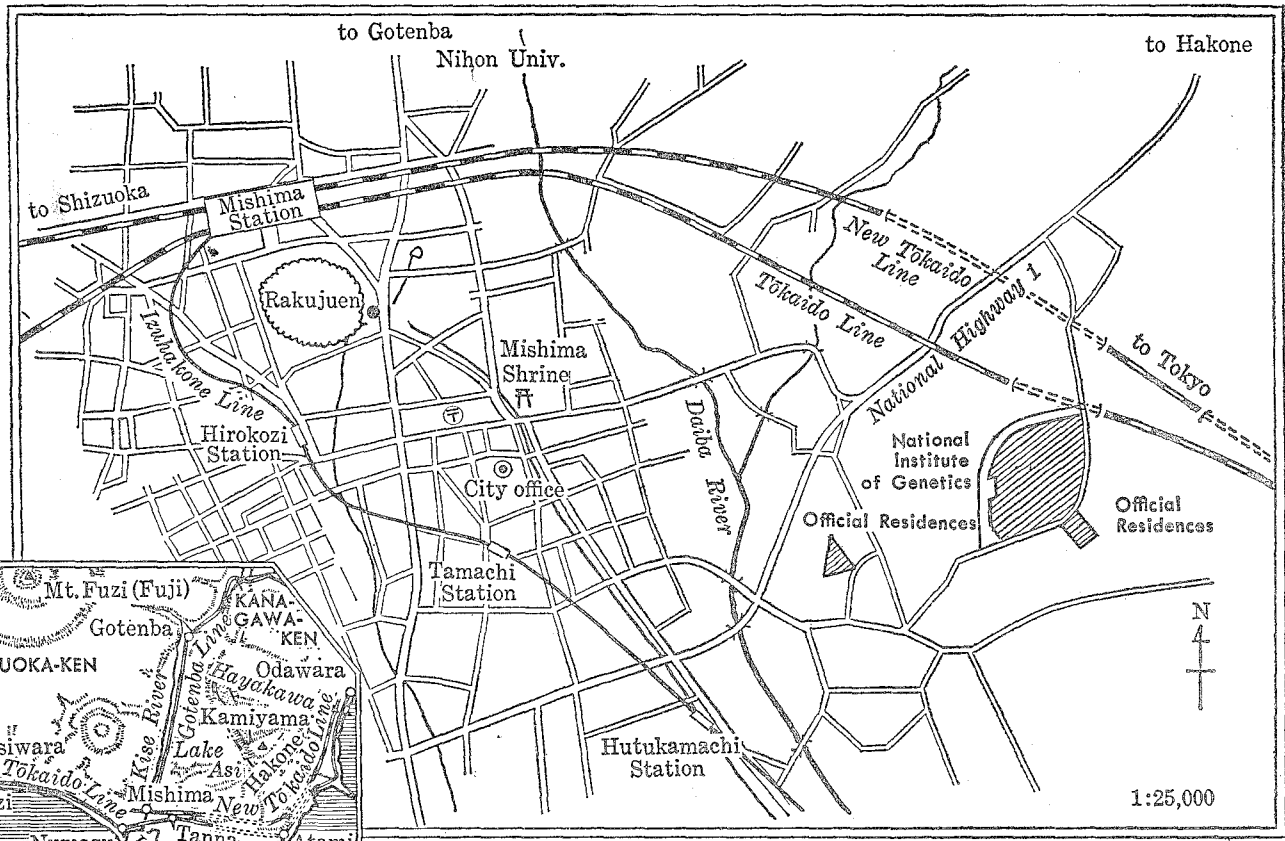 to Gotenba
Nihon Univ.
to Hakone
to Shizuoka
Mishima
Station
New Tōkaido
Line
Rakujuen
Tōkaido Line
National Highway 1
to Tokyo
Izuhakone Line
Mishima
Shrine
〒
Hirokozi
Station
City office
Daiba River
National
Institute
of Genetics
Official Residences
Official
Residences
Tamachi
Station
Hutukamachi
Station
N
1:25,000
Mt. Fuzi (Fuji)
KANA-
GAWA-
KEN
Gotenba
UOKA-KEN
Gotenba Line
Kise River
Hayakawa
Odawara
Kamiyama
siwara
Lake
Asi
Hakone
Tōkaido Line
Tōkaido Line
Mishima
New
zi
Tanna